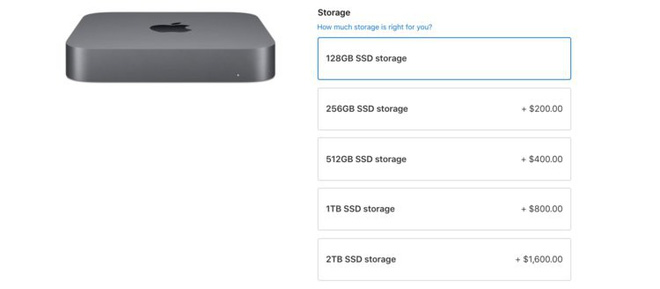 Storage
How much storage is right for you?
128GB SSD storage
256GB SSD storage + $200.00
512GB SSD storage + $400.00
1TB SSD storage + $800.00
2TB SSD storage + $1,600.00